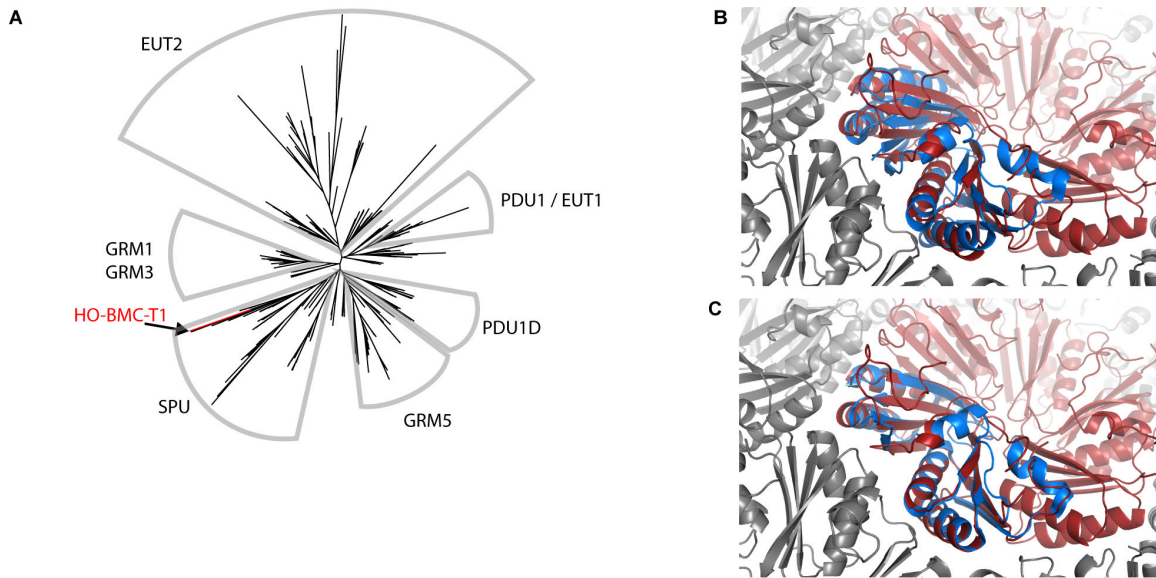 A
EUT2
PDU1 / EUT1
GRM1
GRM3
HO-BMC-T1
PDU1D
SPU
GRM5
B
C